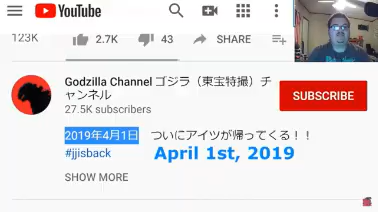 YouTube
123K
2.7K
43
SHARE
Godzilla Channel ゴジラ（東宝特撮）チ
ャンネル
27.5K subscribers
SUBSCRIBE
2019年4月1日 ついにアイツが帰ってくる！！
#jjisback
April 1st, 2019
SHOW MORE